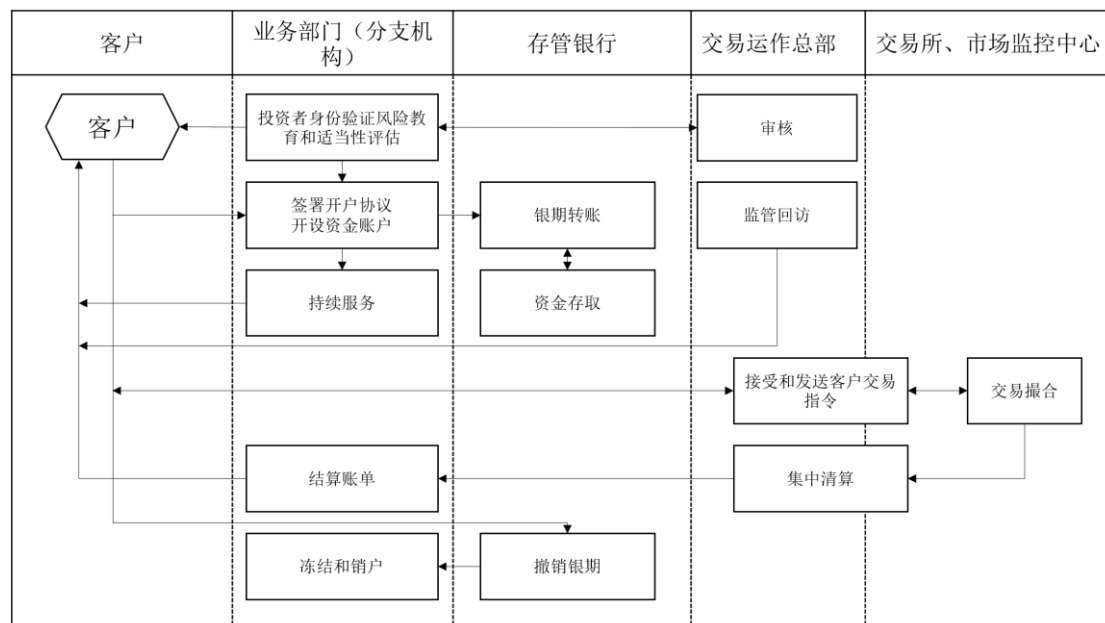 客户
业务部门（分支机
构）
存管银行
交易运作总部
交易所、市场监控中心
客户
投资者身份验证风险教
育和适当性评估
审核
签署开户协议
开设资金账户
银期转账
监管回访
持续服务
资金存取
接受和发送客户交易
指令
交易撮合
结算账单
集中清算
冻结和销户
撤销银期